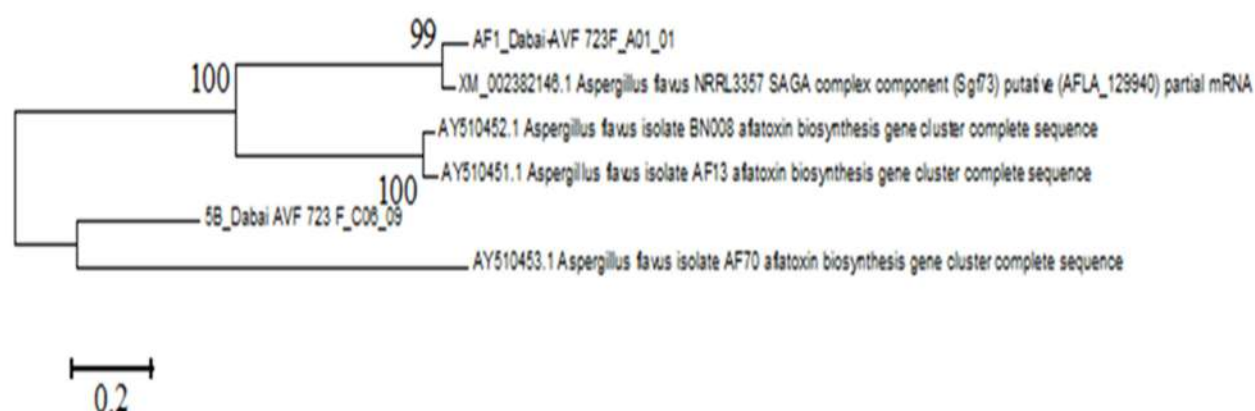 99
AF1_Dabai-AVF 723F_A01_01
100
XM_002382146.1 Aspergillus flavus NRRL3357 SAGA complex component (Sgf73) putative (AFLA_129940) partial mRNA
AY510452.1 Aspergillus flavus isolate BN008 aflatoxin biosynthesis gene cluster complete sequence
AY510451.1 Aspergillus flavus isolate AF13 aflatoxin biosynthesis gene cluster complete sequence
100
5B_Dabai AVF 723 F_C06_09
AY510453.1 Aspergillus flavus isolate AF70 aflatoxin biosynthesis gene cluster complete sequence
0.2